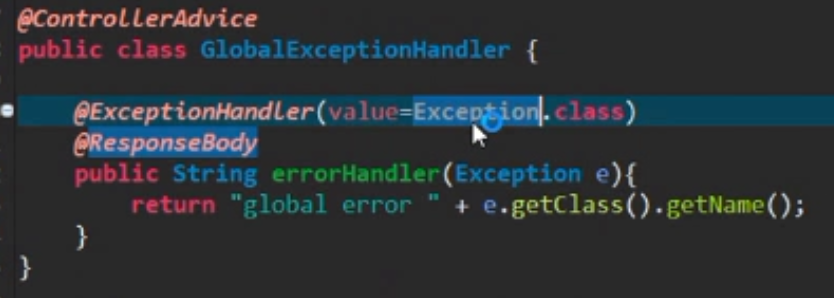 @ControllerAdvice
public class GlobalExceptionHandler {
@ExceptionHandler(value=Exception.class)
@ResponseBody
public String errorHandler(Exception e){
return "global error " + e.getClass().getName();
}
}